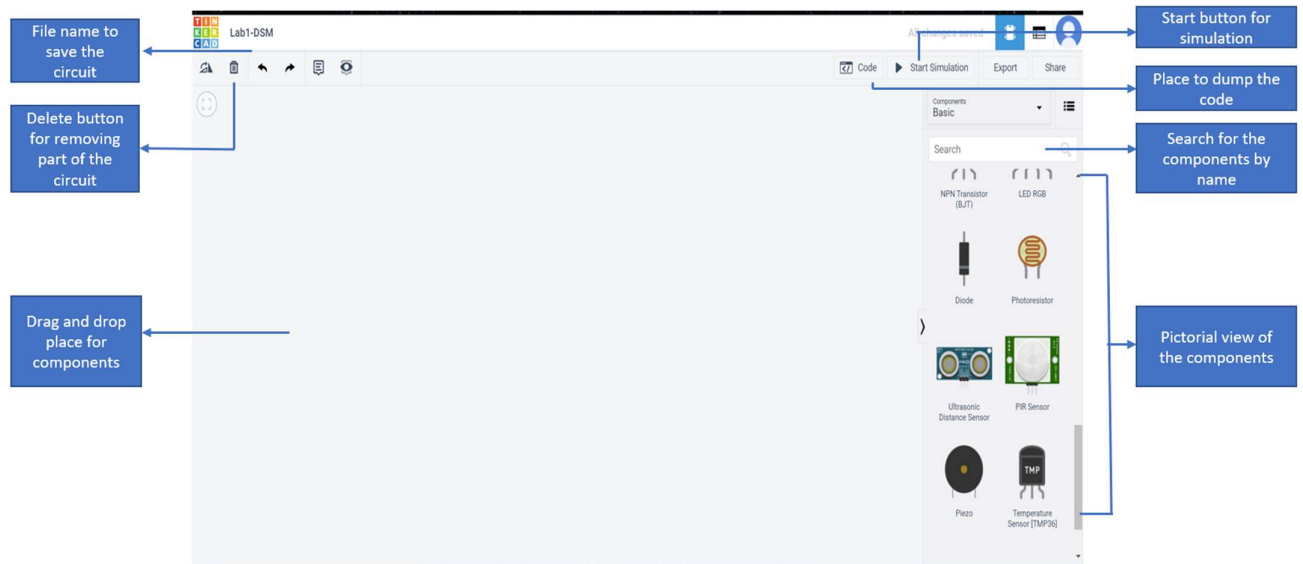 File name to
save the
circuit
Delete button
for removing
part of the
circuit
Drag and drop
place for
components
TIN
KER
CAD
Lab1-DSM
All changes saved
Code
Start Simulation
Export
Share
Components
Basic
Search
NPN Transistor
(BJT)
LED RGB
Diode
Photoresistor
Ultrasonic
Distance Sensor
PIR Sensor
TMP
Piezo
Temperature
Sensor [TMP36]
Start button for
simulation
Place to dump the
code
Search for the
components by
name
Pictorial view of
the components